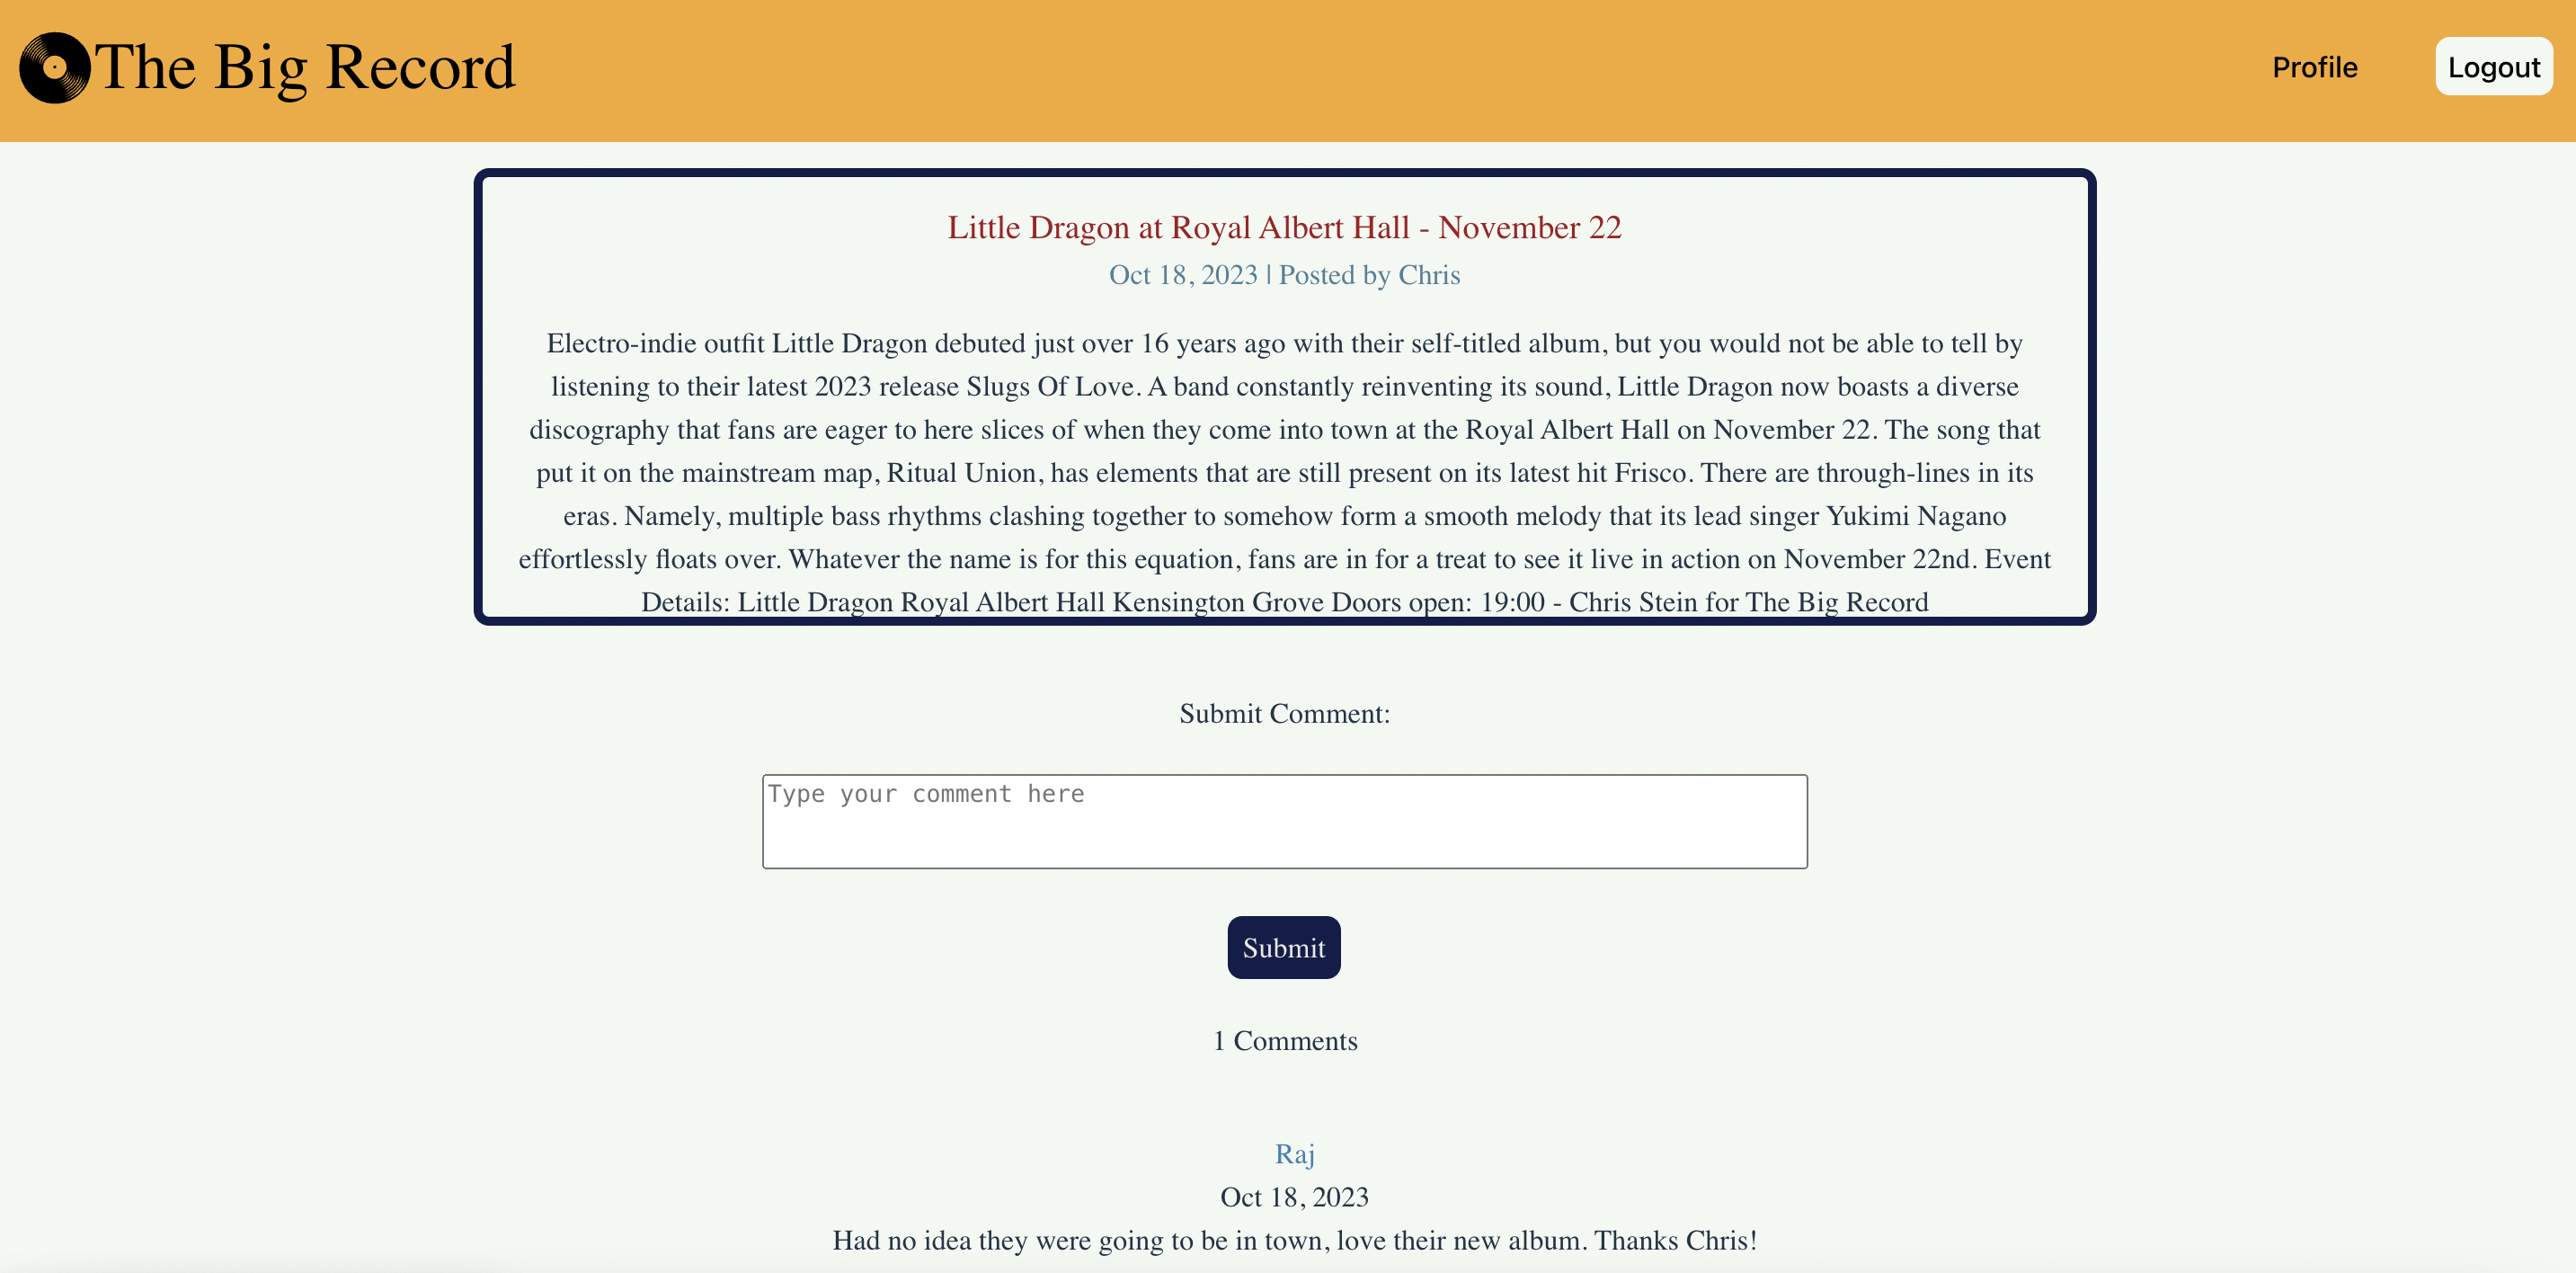 The Big Record
Profile
Logout
Little Dragon at Royal Albert Hall - November 22
Oct 18, 2023 | Posted by Chris
Electro-indie outfit Little Dragon debuted just over 16 years ago with their self-titled album, but you would not be able to tell by
listening to their latest 2023 release Slugs Of Love. A band constantly reinventing its sound, Little Dragon now boasts a diverse
discography that fans are eager to here slices of when they come into town at the Royal Albert Hall on November 22. The song that
put it on the mainstream map, Ritual Union, has elements that are still present on its latest hit Frisco. There are through-lines in its
eras. Namely, multiple bass rhythms clashing together to somehow form a smooth melody that its lead singer Yukimi Nagano
effortlessly floats over. Whatever the name is for this equation, fans are in for a treat to see it live in action on November 22nd. Event
Details: Little Dragon Royal Albert Hall Kensington Grove Doors open: 19:00 - Chris Stein for The Big Record
Submit Comment:
Type your comment here
Submit
1 Comments
Raj
Oct 18, 2023
Had no idea they were going to be in town, love their new album. Thanks Chris!